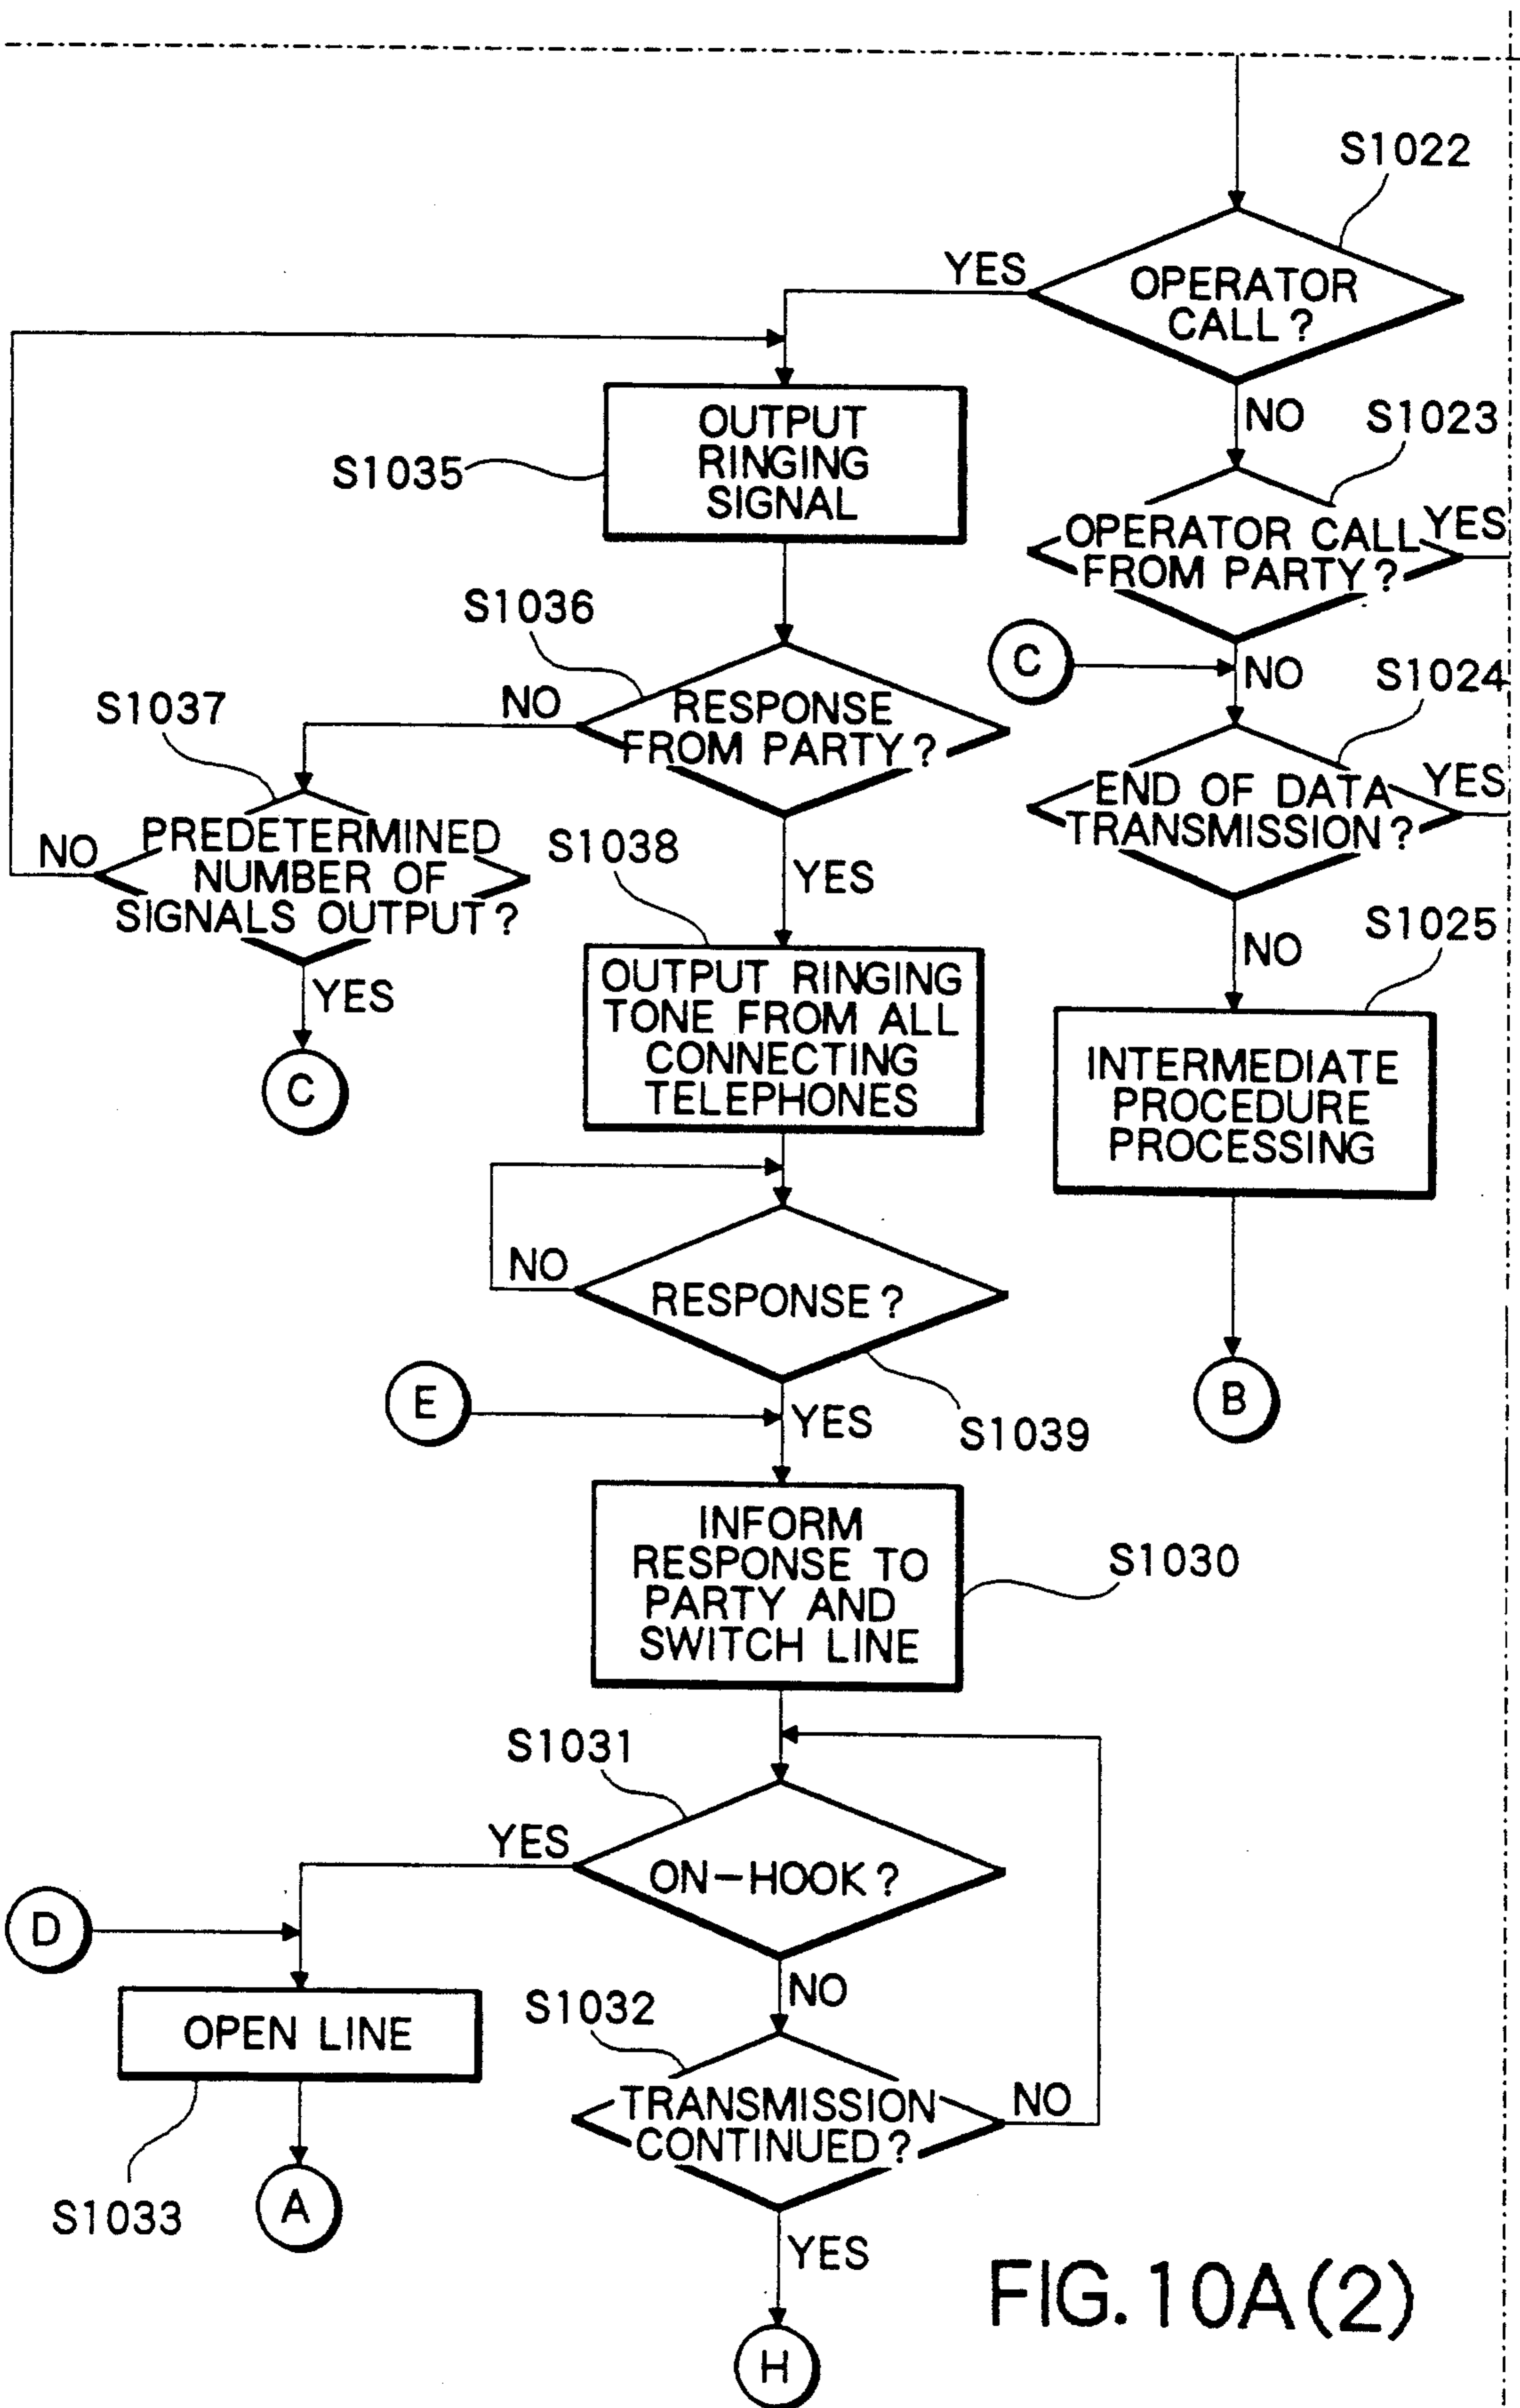 S1022
YES
OPERATOR
CALL?
NO
S1023
OUTPUT
RINGING
SIGNAL
S1035
OPERATOR CALL
FROM PARTY?
YES
S1036
C
NO
S1024
S1037
NO
RESPONSE
FROM PARTY?
END OF DATA
TRANSMISSION?
YES
NO
PREDETERMINED
NUMBER OF
SIGNALS OUTPUT?
S1038
YES
S1025
NO
YES
C
OUTPUT RINGING
TONE FROM ALL
CONNECTING
TELEPHONES
INTERMEDIATE
PROCEDURE
PROCESSING
NO
RESPONSE?
B
E
YES
S1039
INFORM
RESPONSE TO
PARTY AND
SWITCH LINE
S1030
S1031
YES
ON-HOOK?
D
NO
S1032
OPEN LINE
TRANSMISSION
CONTINUED?
NO
S1033
A
YES
H
FIG.10A(2)